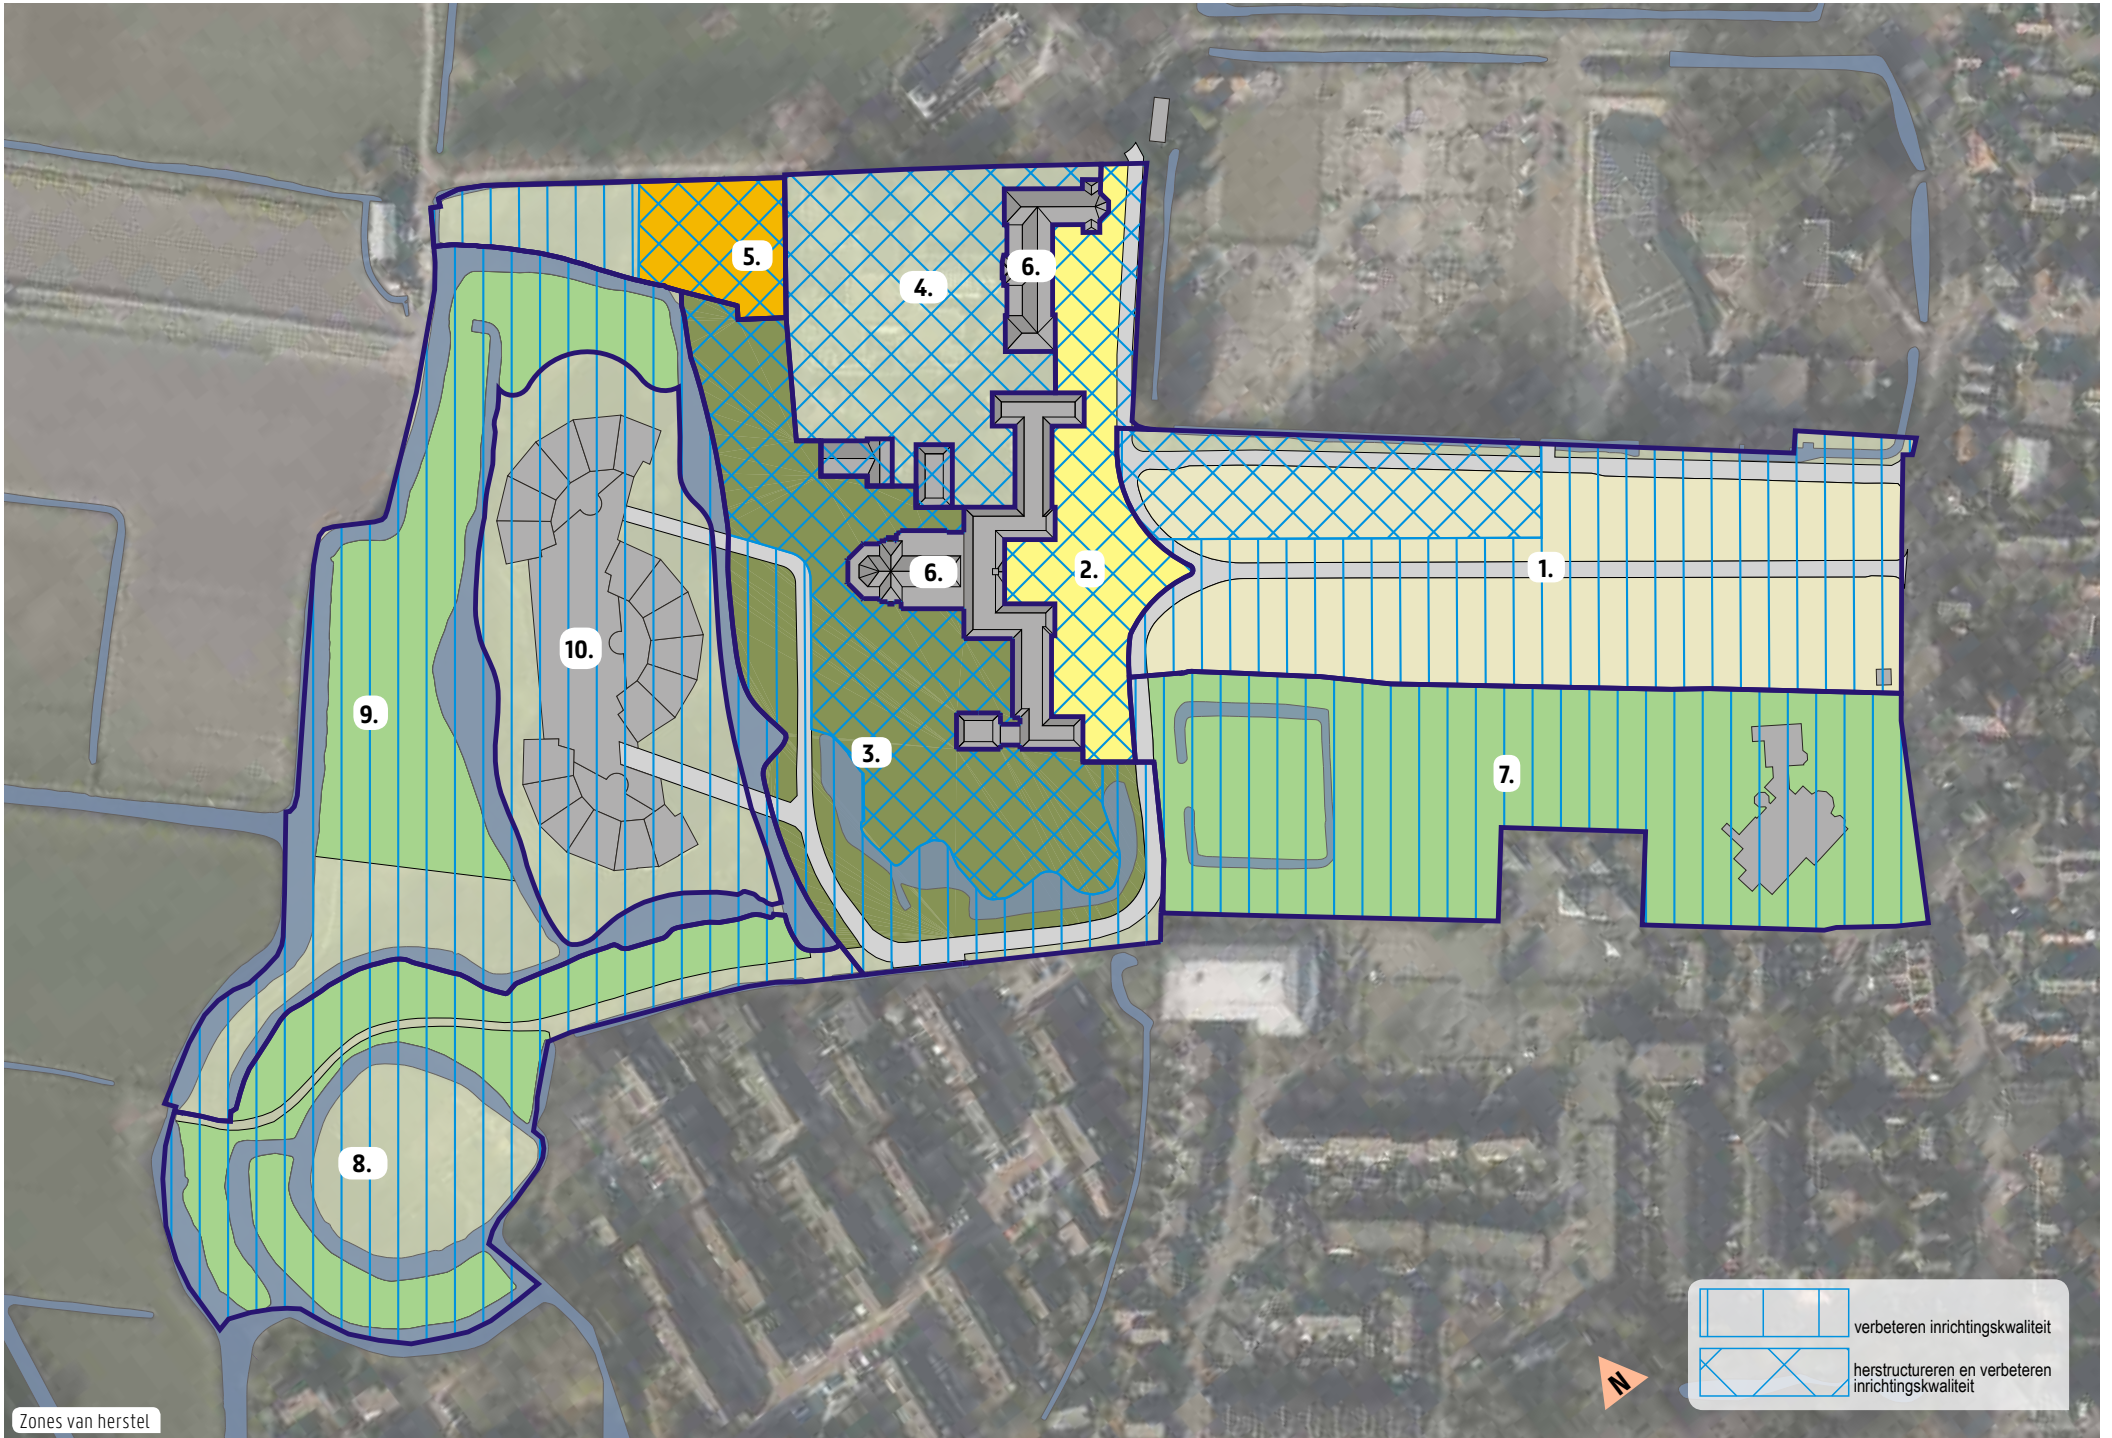 5.
4.
6.
6.
2.
1.
10.
9.
3.
7.
8.
verbeteren inrichtingskwaliteit
herstructureren en verbeteren
inrichtingskwaliteit
N
Zones van herstel